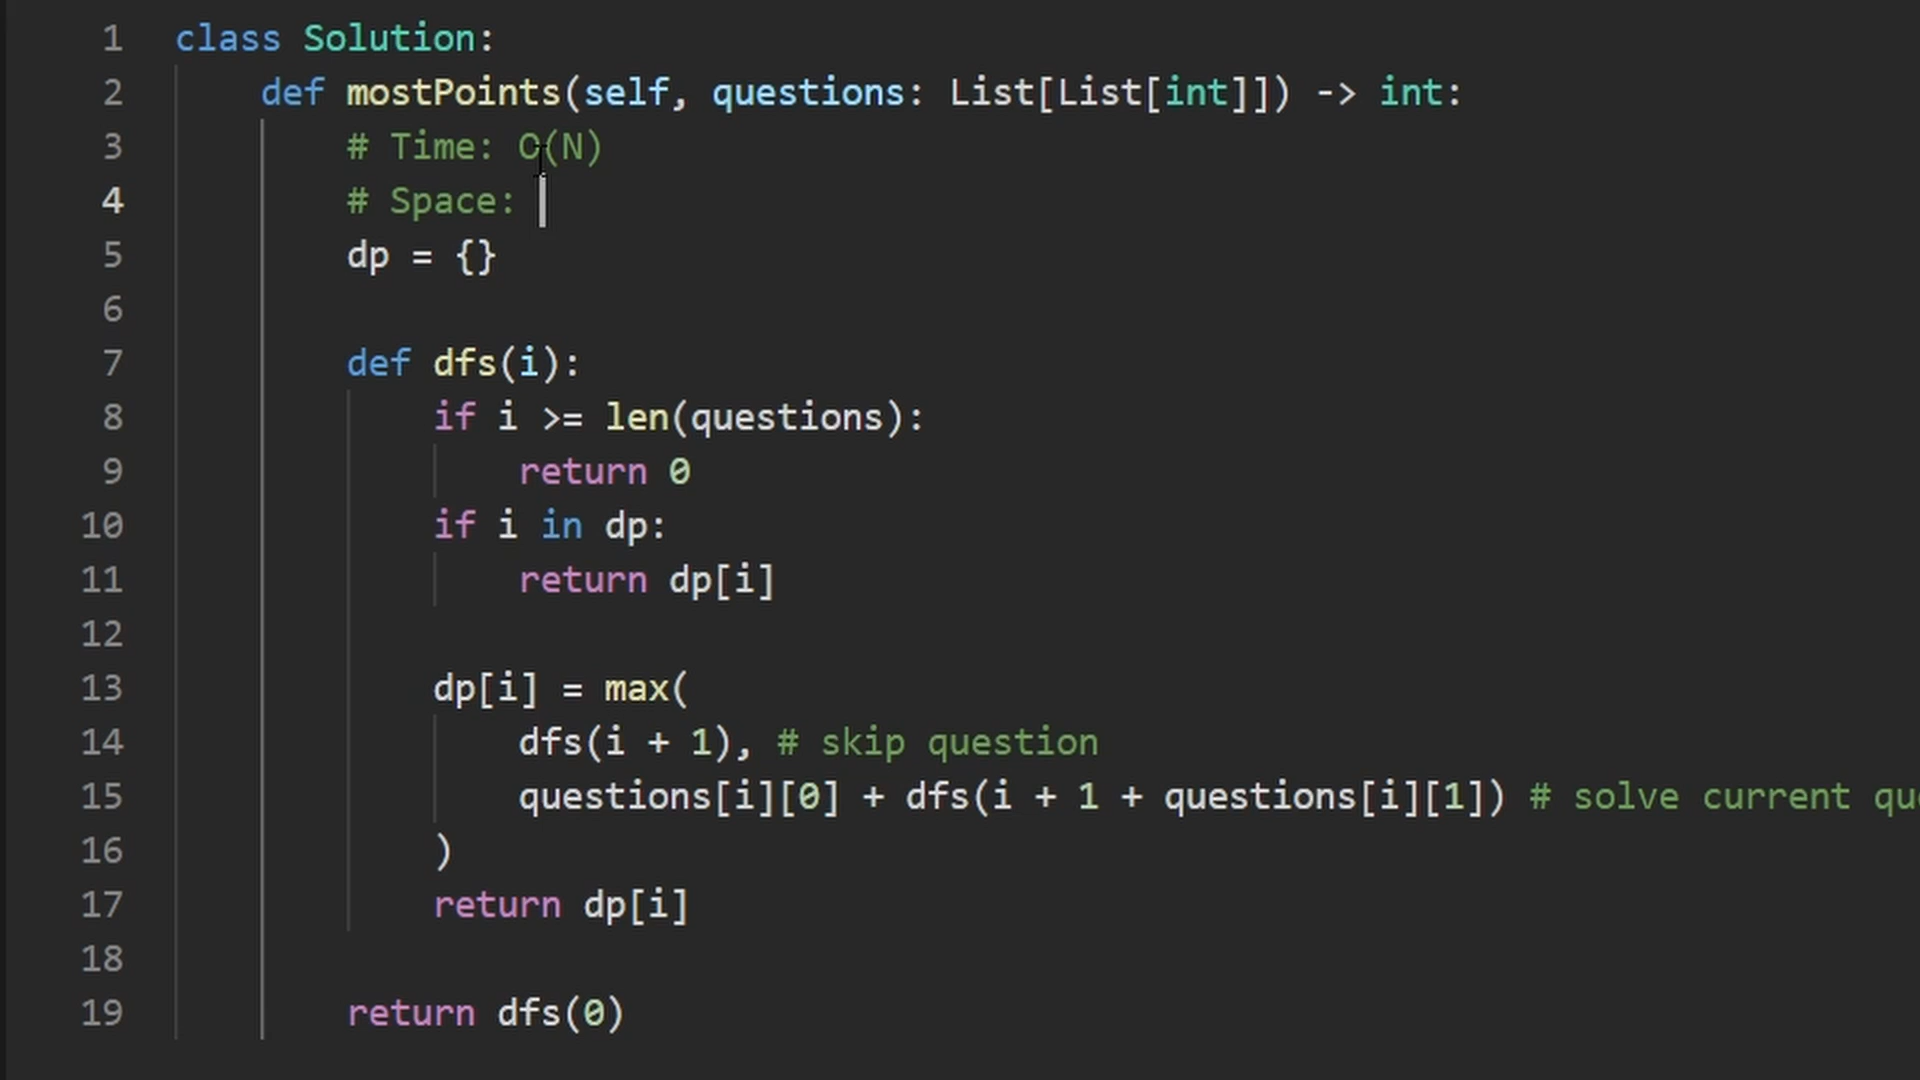 1 class Solution:
2 def mostPoints(self, questions: List[List[int]]) -> int:
3 # Time: O(N)
4 # Space:
5 dp = {}
6
7 def dfs(i):
8 if i >= len(questions):
9 return 0
10 if i in dp:
11 return dp[i]
12
13 dp[i] = max(
14 dfs(i + 1), # skip question
15 questions[i][0] + dfs(i + 1 + questions[i][1]) # solve current
16 )
17 return dp[i]
18
19 return dfs(0)